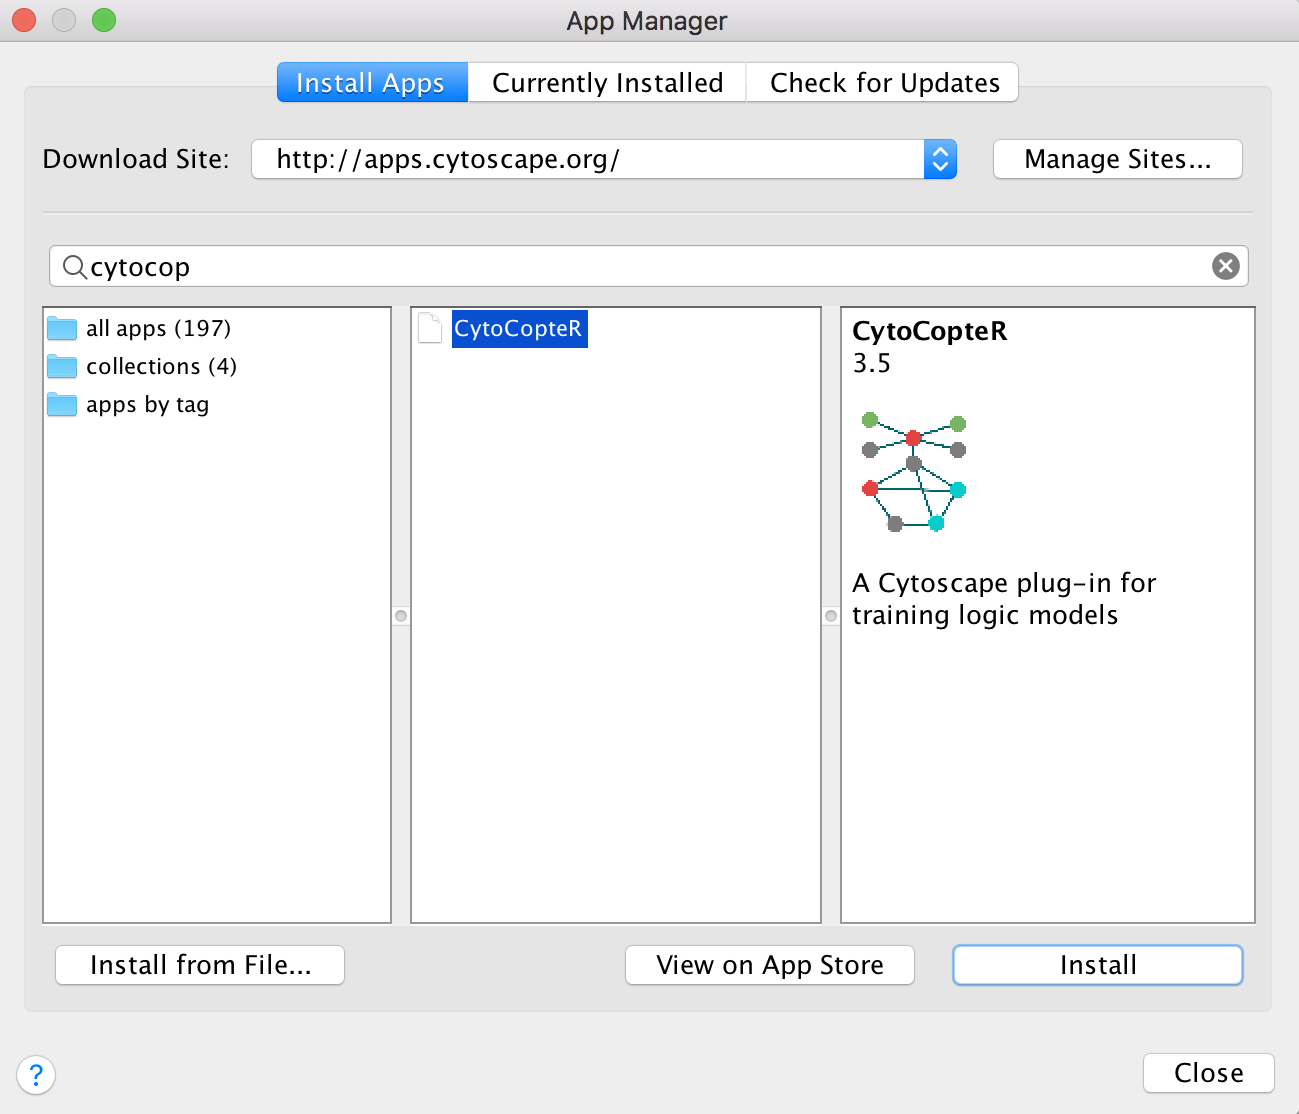 App Manager
Install Apps
Currently Installed
Check for Updates
Download Site:
http://apps.cytoscape.org/
Manage Sites...
cytocop
all apps (197)
collections (4)
apps by tag
CytoCopteR
CytoCopteR
3.5
A Cytoscape plug-in for
training logic models
Install from File...
View on App Store
Install
?
Close